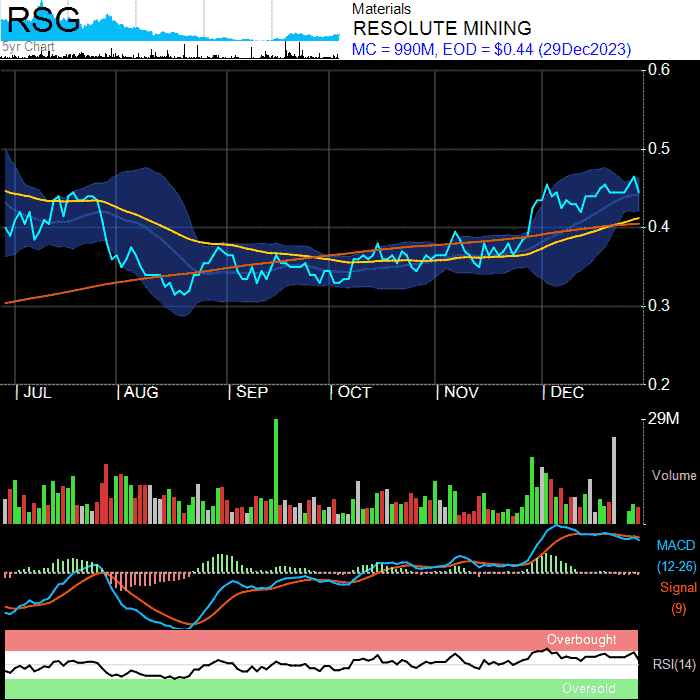 RSG
5yr Chart
Materials
RESOLUTE MINING
MC = 990M, EOD = $0.44 (29Dec2023)
0.6
0.5
0.4
0.3
0.2
JUL AUG SEP OCT NOV DEC
29M
Volume
MACD
(12-26)
Signal
(9)
Overbought
RSI(14)
Oversold